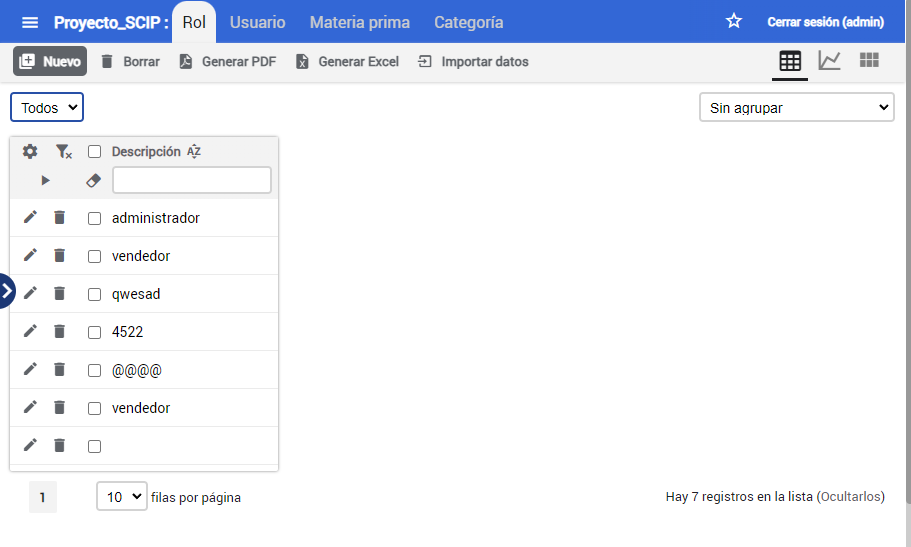 Proyecto_SCIP : Rol Usuario Materia prima Categoría Cerrar sesión (admin)
Nuevo Borrar Generar PDF Generar Excel Importar datos
Todos Sin agrupar
Descripción AZ
administrador
vendedor
qwesad
4522
@@@@
vendedor
1 10 filas por página Hay 7 registros en la lista (Ocultarlos)